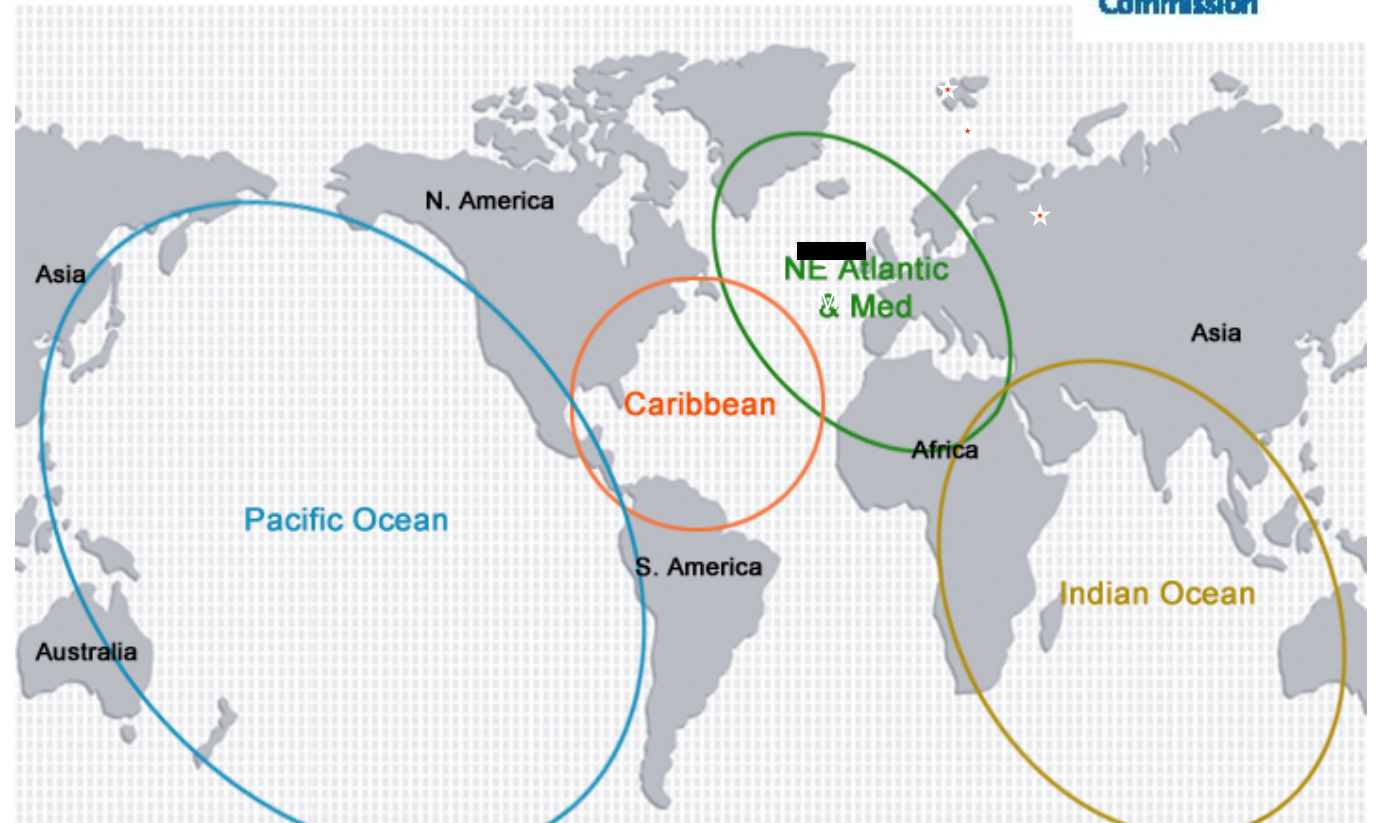 Commission
N. America
Asia
NE Atlantic
& Med
Asia
Caribbean
Africa
Pacific Ocean
S. America
Indian Ocean
Australia